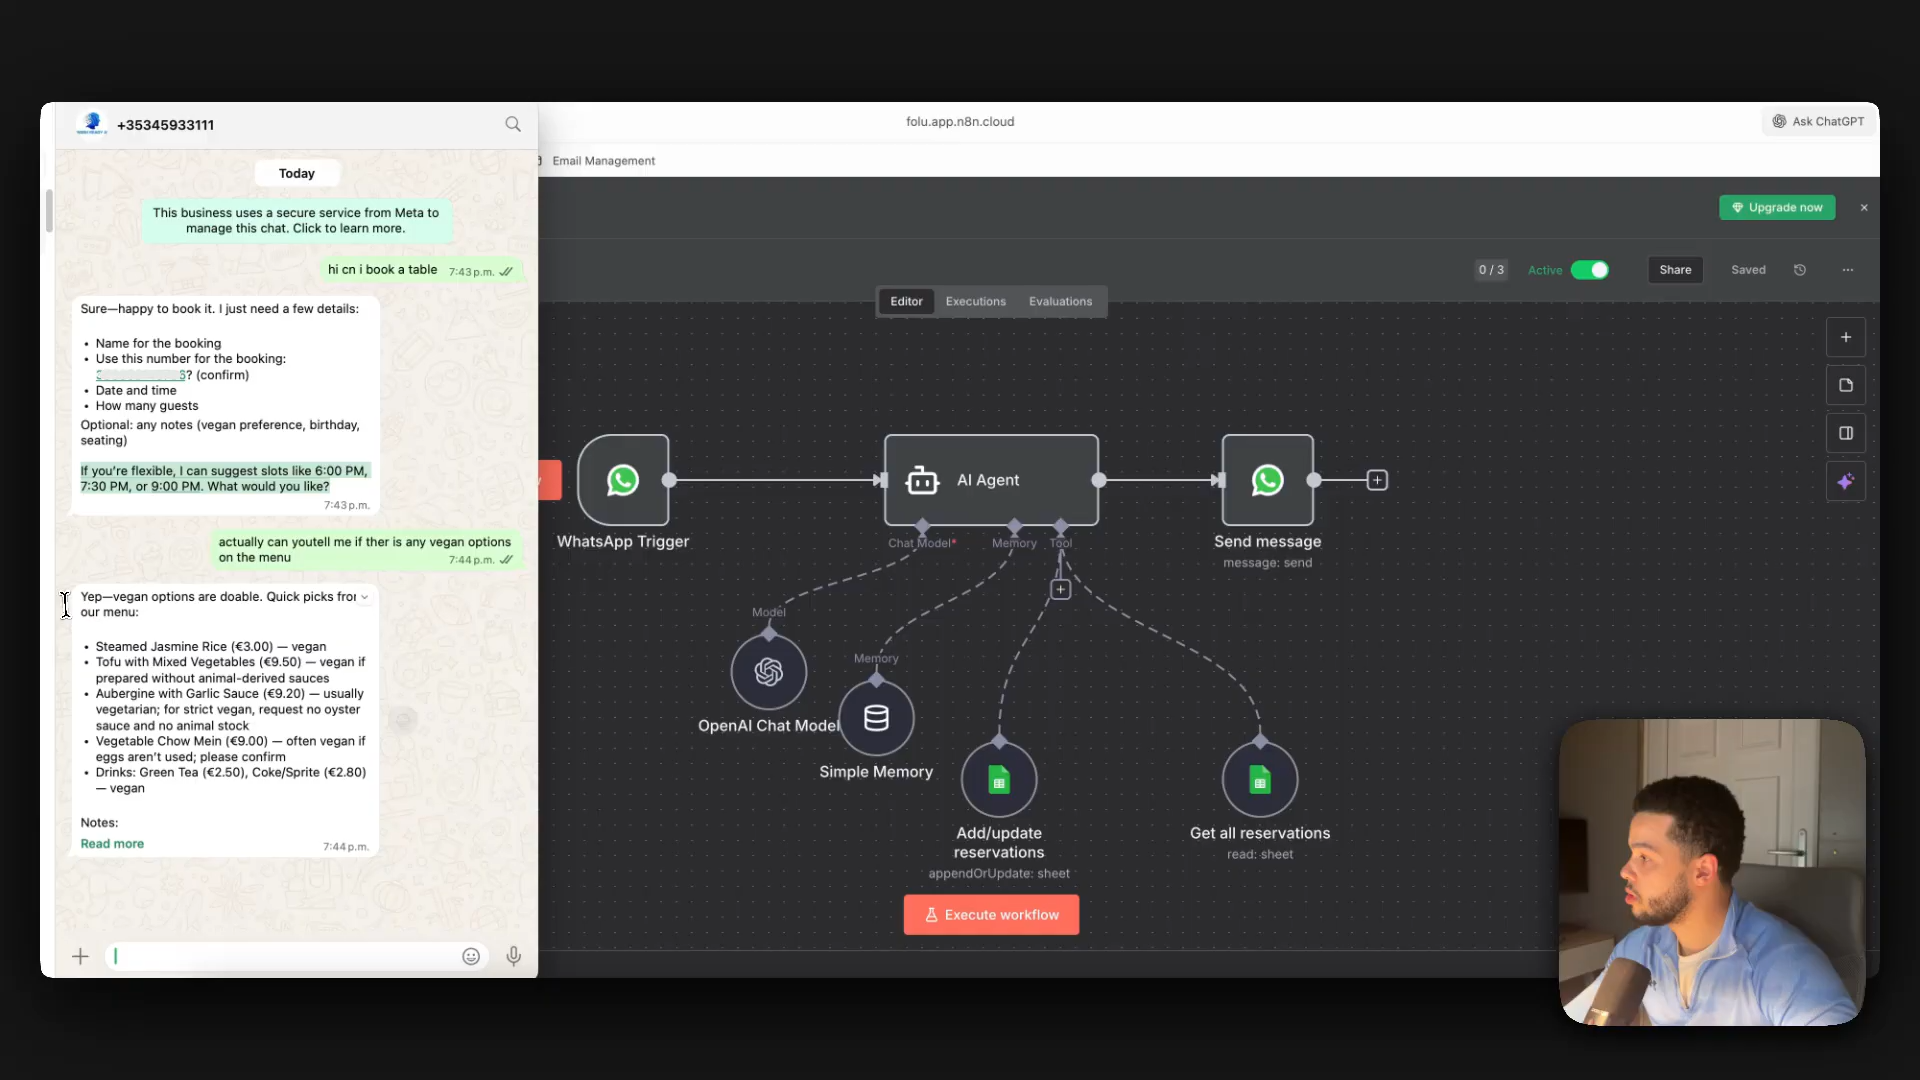 +35345933111
Today
This business uses a secure service from Meta to
manage this chat. Click to learn more.
hi cn i book a table 7:43 p.m.
Sure—happy to book it. I just need a few details:
• Name for the booking
• Use this number for the booking:
? (confirm)
• Date and time
• How many guests
Optional: any notes (vegan preference, birthday,
seating)
If you're flexible, I can suggest slots like 6:00 PM,
7:30 PM, or 9:00 PM. What would you like?
7:43 p.m.
actually can youtell me if ther is any vegan options
on the menu 7:44 p.m.
Yep—vegan options are doable. Quick picks from
our menu:
• Steamed Jasmine Rice (€3.00) — vegan
• Tofu with Mixed Vegetables (€9.50) — vegan if
prepared without animal-derived sauces
• Aubergine with Garlic Sauce (€9.20) — usually
vegetarian; for strict vegan, request no oyster
sauce and no animal stock
• Vegetable Chow Mein (€9.00) — often vegan if
eggs aren't used; please confirm
• Drinks: Green Tea (€2.50), Coke/Sprite (€2.80)
— vegan
Notes:
Read more 7:44 p.m.
folu.app.n8n.cloud
Ask ChatGPT
Email Management
Upgrade now
0 / 3
Active
Share
Saved
Editor Executions Evaluations
WhatsApp Trigger
AI Agent
Chat Model*
Memory
Tool
Send message
message: send
Model
OpenAI Chat Model
Memory
Simple Memory
Add/update
reservations
appendOrUpdate: sheet
Get all reservations
read: sheet
Execute workflow